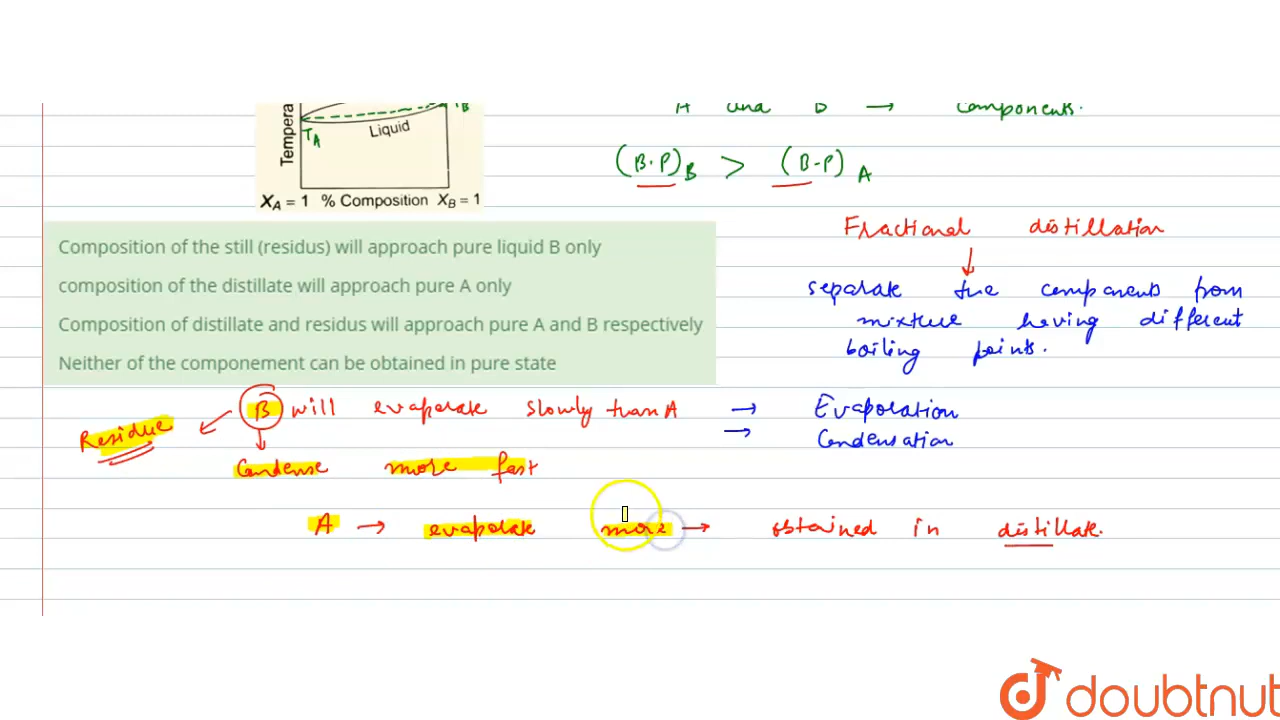 A and B → components.
Tempera
TB
TA
Liquid
XA = 1 % Composition XB = 1
(B.P)B > (B-P)A
Fractional distillation
Composition of the still (residus) will approach pure liquid B only
composition of the distillate will approach pure A only
Composition of distillate and residus will approach pure A and B respectively
Neither of the componement can be obtained in pure state
separate the components from
mixture having different
boiling points.
B will evaporate slowly than A → Evaporation
→ Condensation
Residue
Condense more fast
A → evaporate more → obtained in distillate.
doubtnut